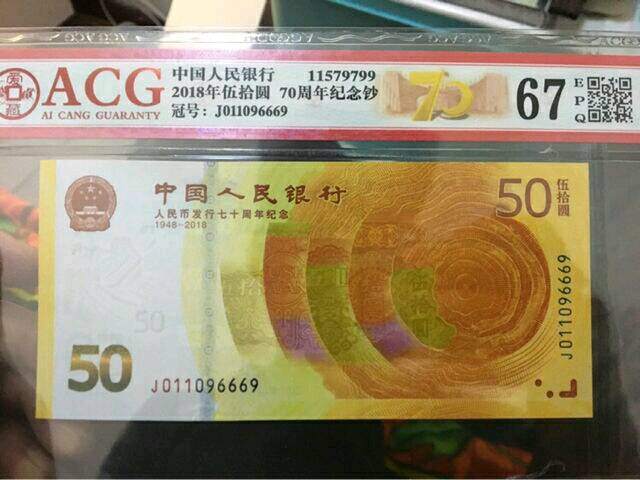 ACG
AI CANG GUARANTY
中国人民银行 11579799
2018年伍拾圆 70周年纪念钞
冠号：J011096669
70
67
EPQ
中国人民银行
人民币发行七十周年纪念
1948-2018
50
伍拾圆
50
伍拾圆
50
J011096669
J011096669